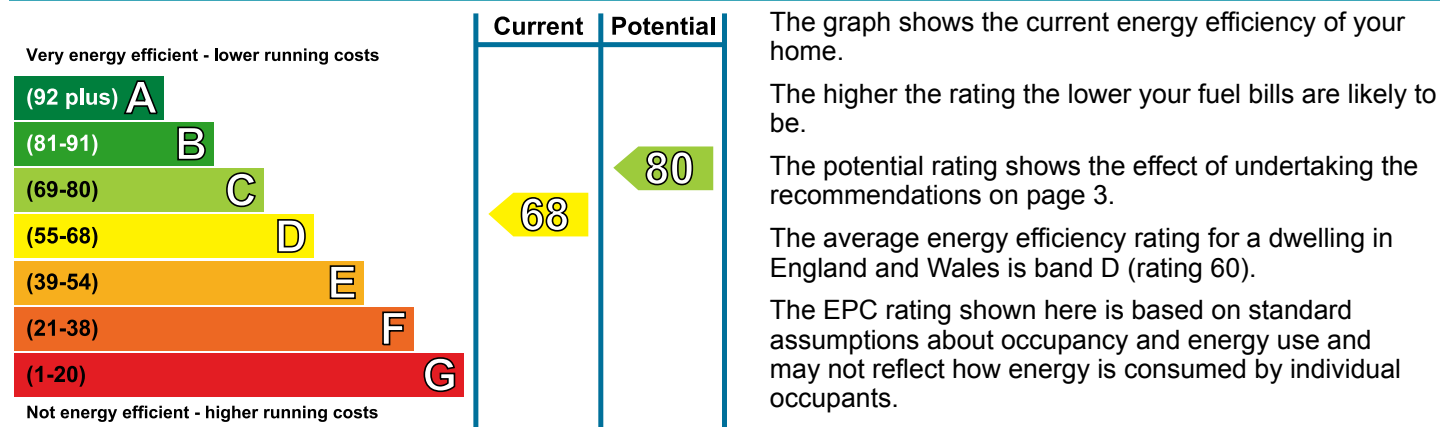 Current Potential
Very energy efficient - lower running costs
(92 plus) A
(81-91) B
(69-80) C
(55-68) D
(39-54) E
(21-38) F
(1-20) G
Not energy efficient - higher running costs
68
80
The graph shows the current energy efficiency of your
home.
The higher the rating the lower your fuel bills are likely to
be.
The potential rating shows the effect of undertaking the
recommendations on page 3.
The average energy efficiency rating for a dwelling in
England and Wales is band D (rating 60).
The EPC rating shown here is based on standard
assumptions about occupancy and energy use and
may not reflect how energy is consumed by individual
occupants.